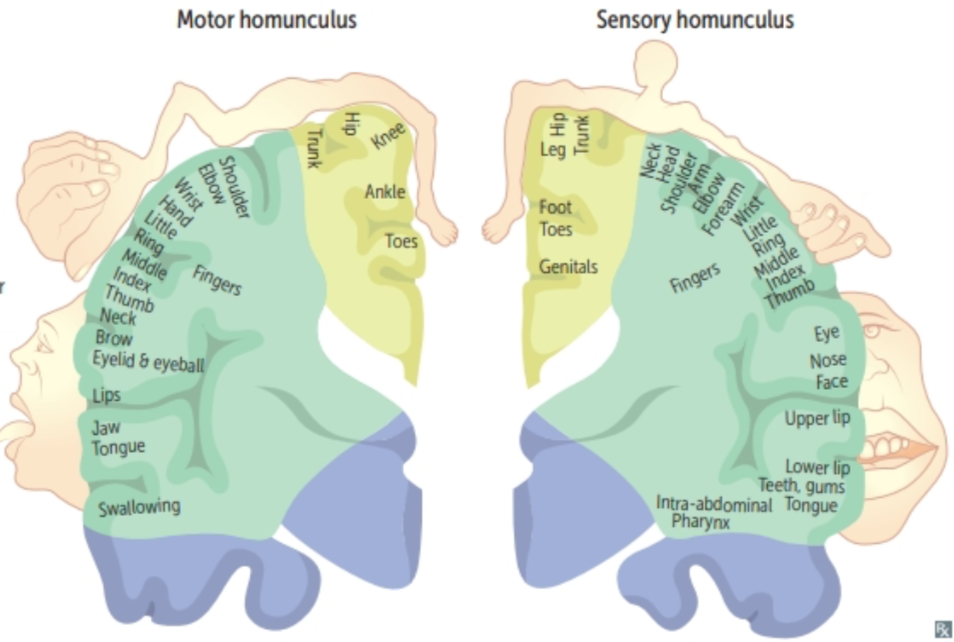 Motor homunculus
Trunk
Hip
Knee
Ankle
Toes
Shoulder
Elbow
Wrist
Hand
Little
Ring
Middle
Index
Thumb
Fingers
Neck
Brow
Eyelid & eyeball
Lips
Jaw
Tongue
Swallowing
Sensory homunculus
Hip
Trunk
Leg
Foot
Toes
Genitals
Neck
Head
Shoulder
Arm
Elbow
Forearm
Wrist
Little
Ring
Middle
Index
Thumb
Fingers
Eye
Nose
Face
Upper lip
Lower lip
Teeth, gums
Tongue
Intra-abdominal
Pharynx
r
Rx